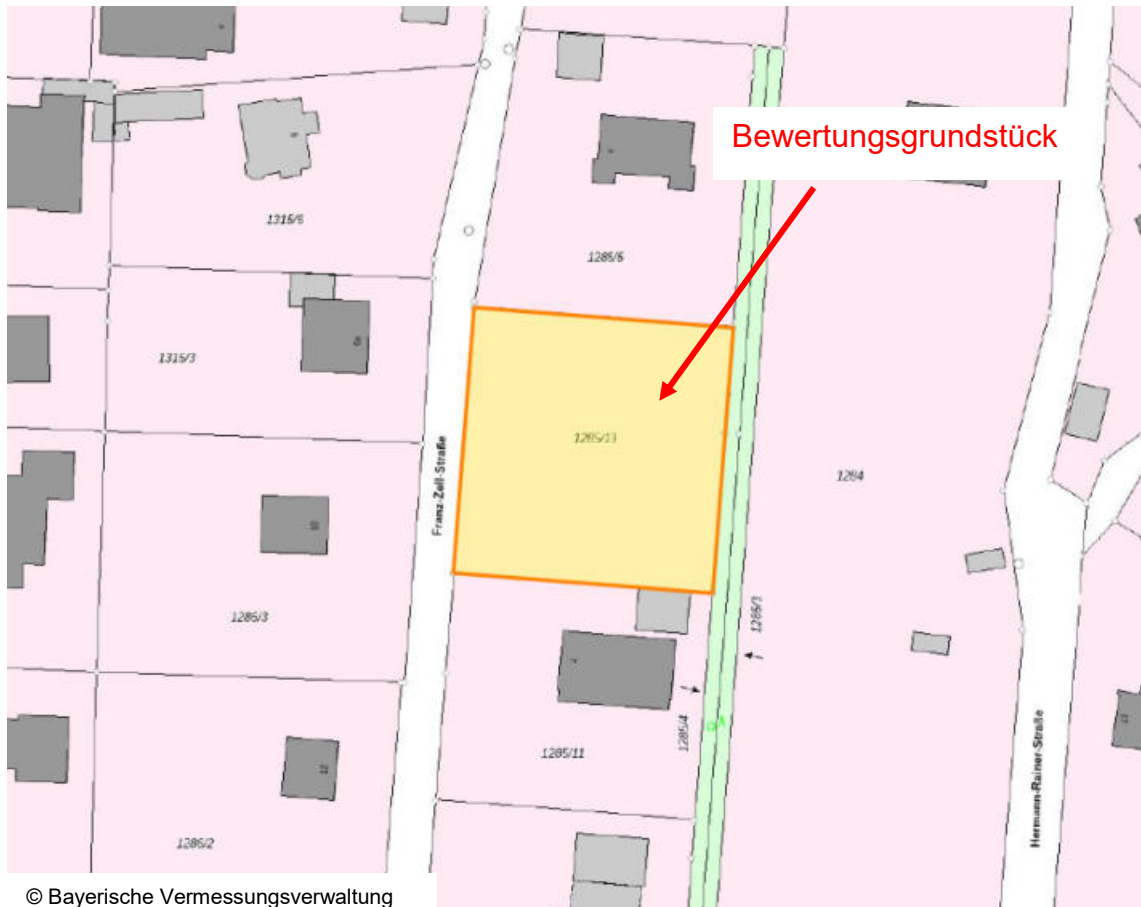 Bewertungsgrundstück
1315/6
1285/6
1315/3
1285/13
Franz-Zell-Straße
1284
1286/3
1285/3
1285/4
1285/11
Hermann-Rainer-Straße
1286/2
© Bayerische Vermessungsverwaltung